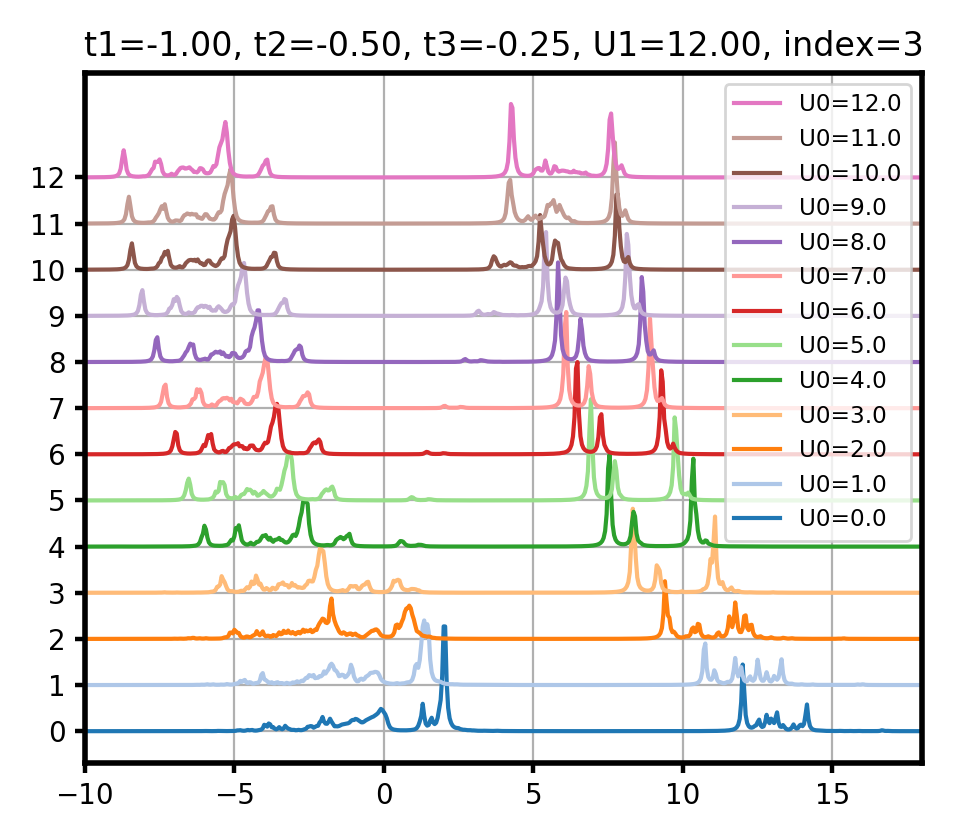 t1=-1.00, t2=-0.50, t3=-0.25, U1=12.00, index=3
U0=12.0
U0=11.0
U0=10.0
U0=9.0
U0=8.0
U0=7.0
U0=6.0
U0=5.0
U0=4.0
U0=3.0
U0=2.0
U0=1.0
U0=0.0
12
11
10
9
8
7
6
5
4
3
2
1
0
−10 −5 0 5 10 15